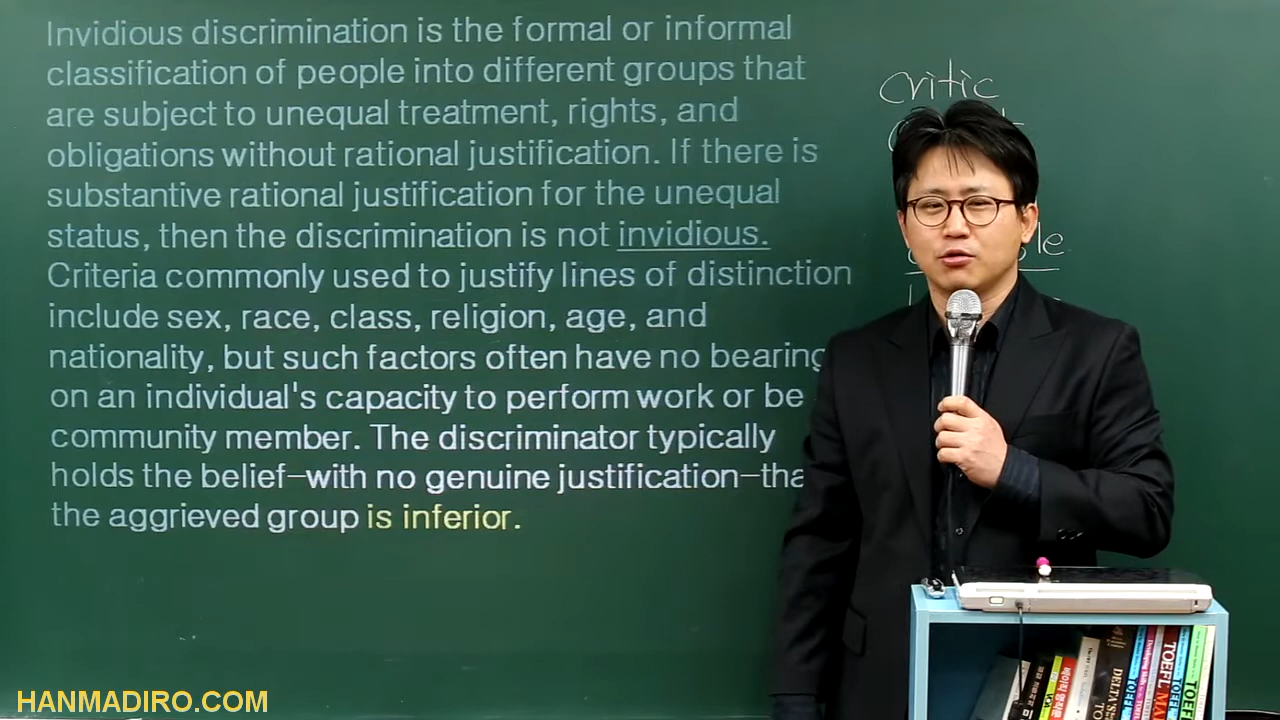 Invidious discrimination is the formal or informal
classification of people into different groups that
are subject to unequal treatment, rights, and
obligations without rational justification. If there is
substantive rational justification for the unequal
status, then the discrimination is not invidious.
Criteria commonly used to justify lines of distinction
include sex, race, class, religion, age, and
nationality, but such factors often have no bearing
on an individual's capacity to perform work or be
community member. The discriminator typically
holds the belief—with no genuine justification—tha
the aggrieved group is inferior.
critic
DELTA'S
TOEFL MA
TOEFL
TOEFL
HANMADIRO.COM